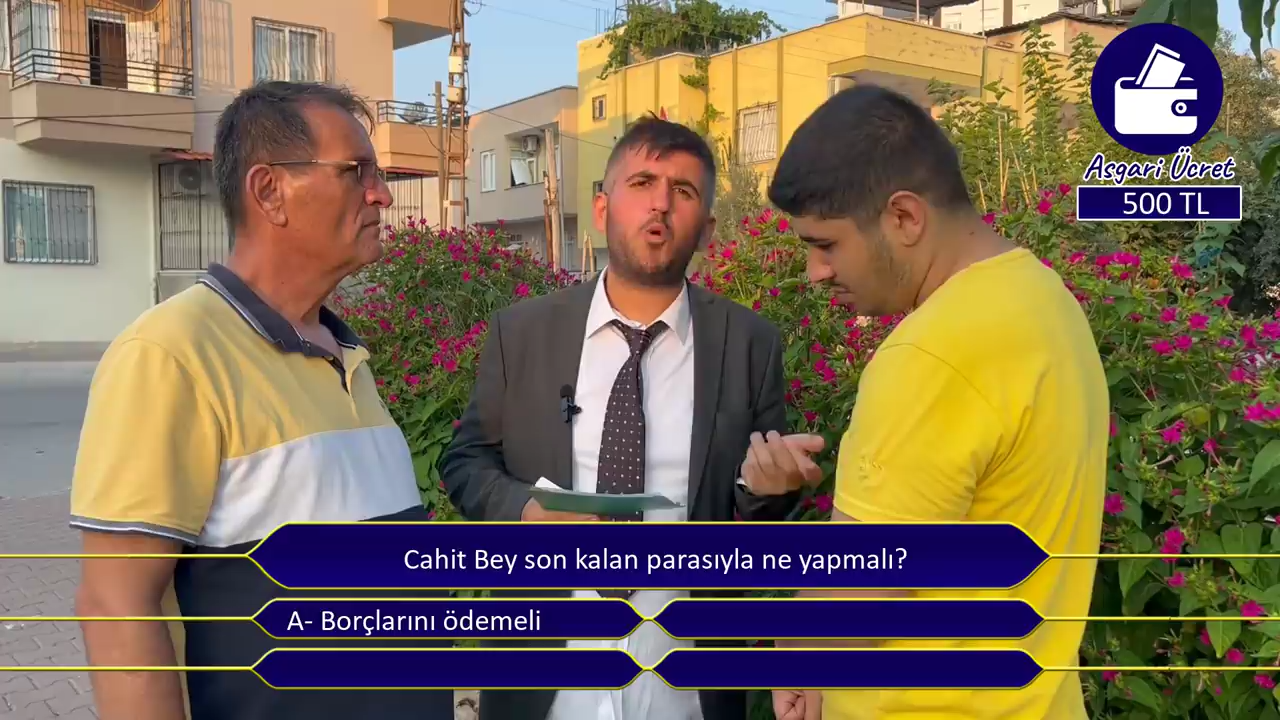 Asgari Ücret
500 TL
Cahit Bey son kalan parasıyla ne yapmalı?
A- Borçlarını ödemeli